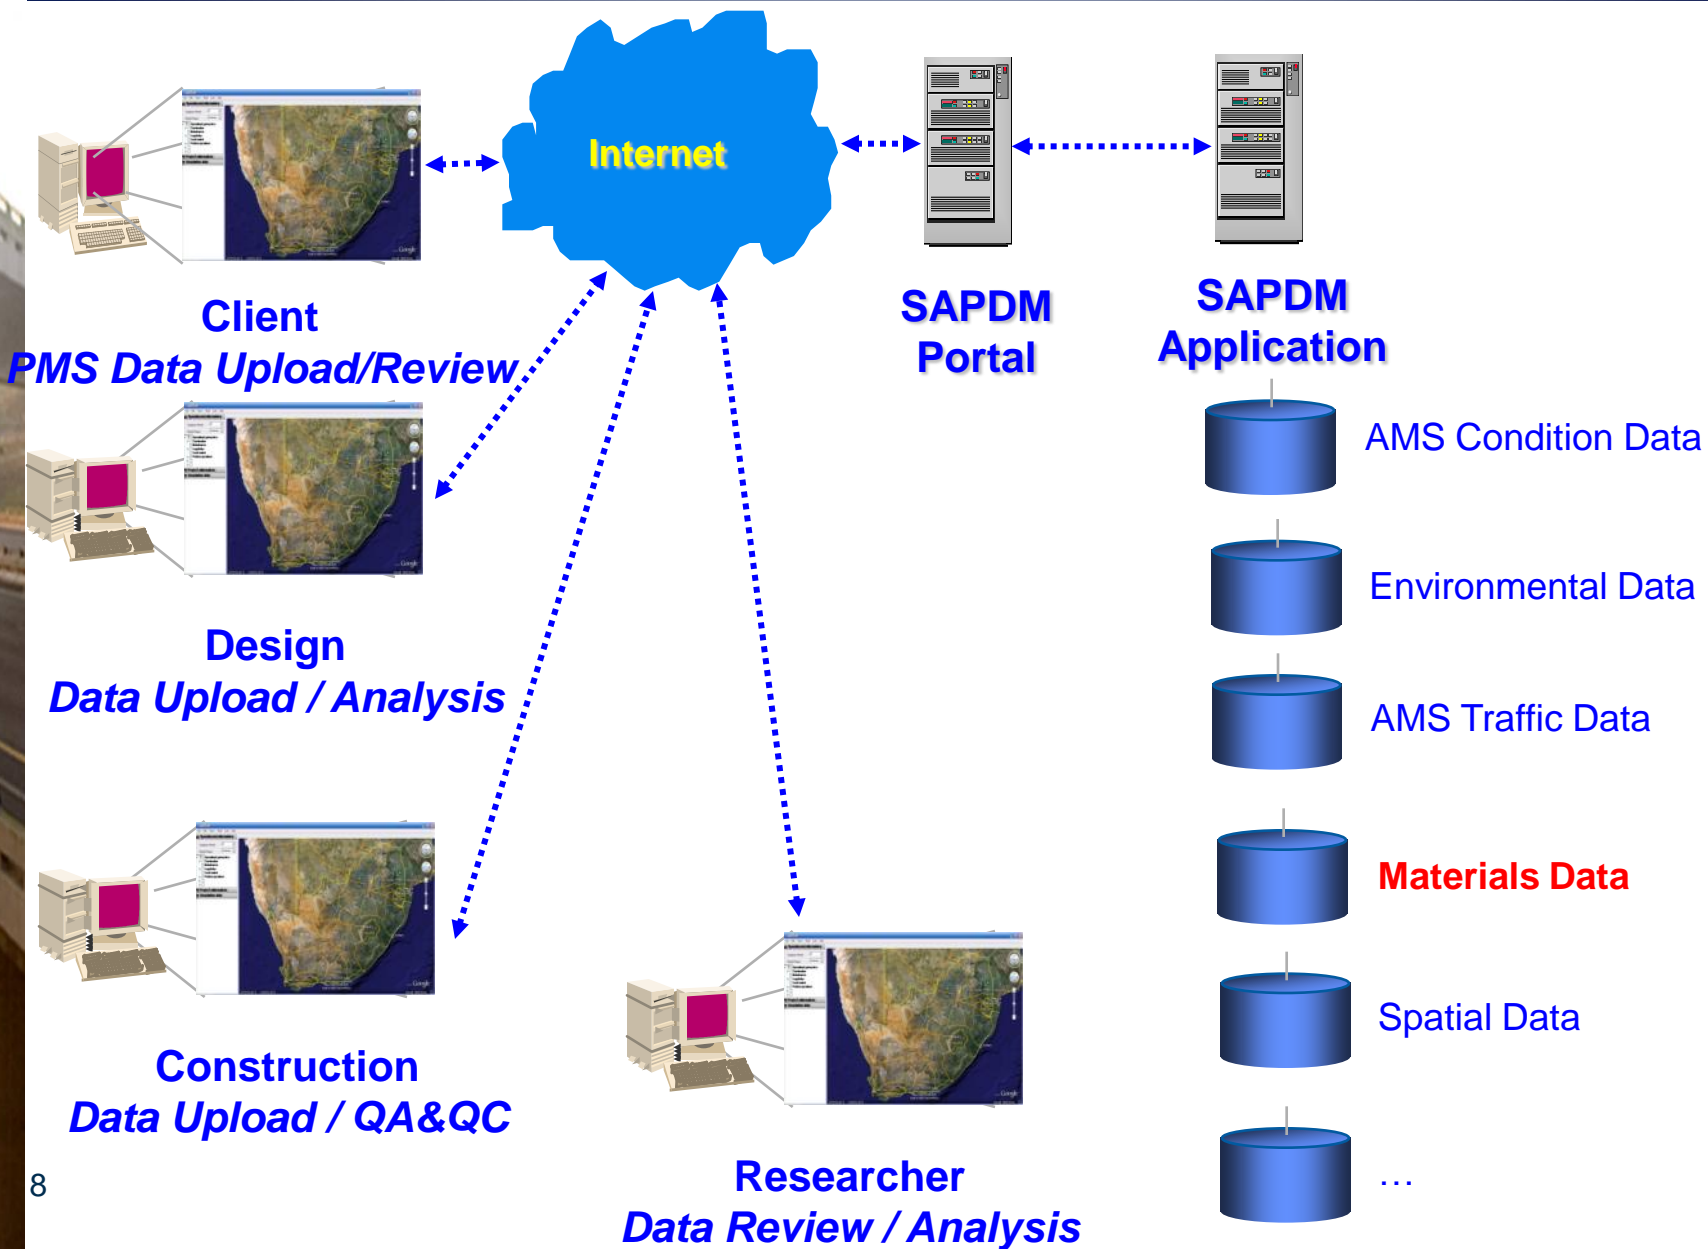 Internet
Client
PMS Data Upload/Review
SAPDM
Portal
SAPDM
Application
AMS Condition Data
Environmental Data
Design
Data Upload / Analysis
AMS Traffic Data
Materials Data
Spatial Data
Construction
Data Upload / QA&QC
Researcher
Data Review / Analysis
…
8